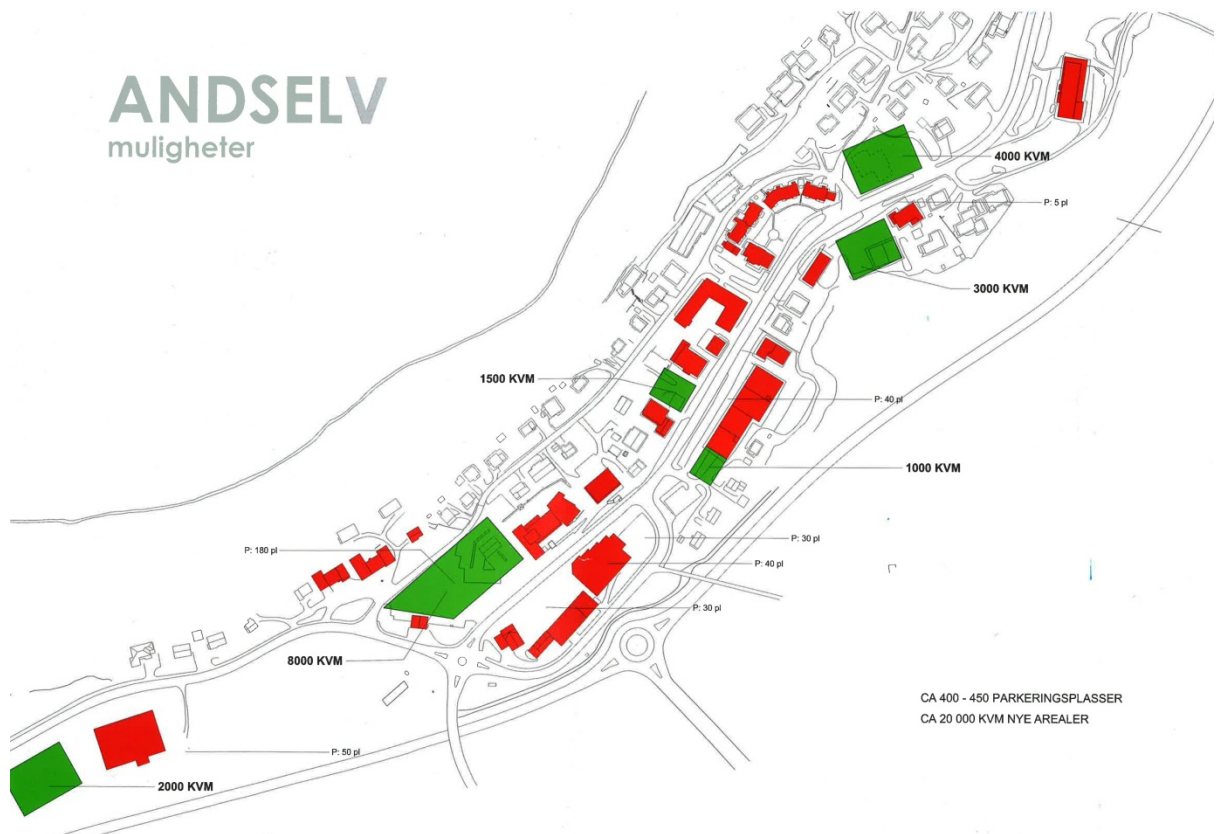 ANDSELV
muligheter
4000 KVM
P: 5 pl
3000 KVM
1500 KVM
P: 40 pl
1000 KVM
P: 30 pl
P: 180 pl
P: 40 pl
P: 30 pl
8000 KVM
CA 400 - 450 PARKERINGSPLASSER
CA 20 000 KVM NYE AREALER
P: 50 pl
2000 KVM